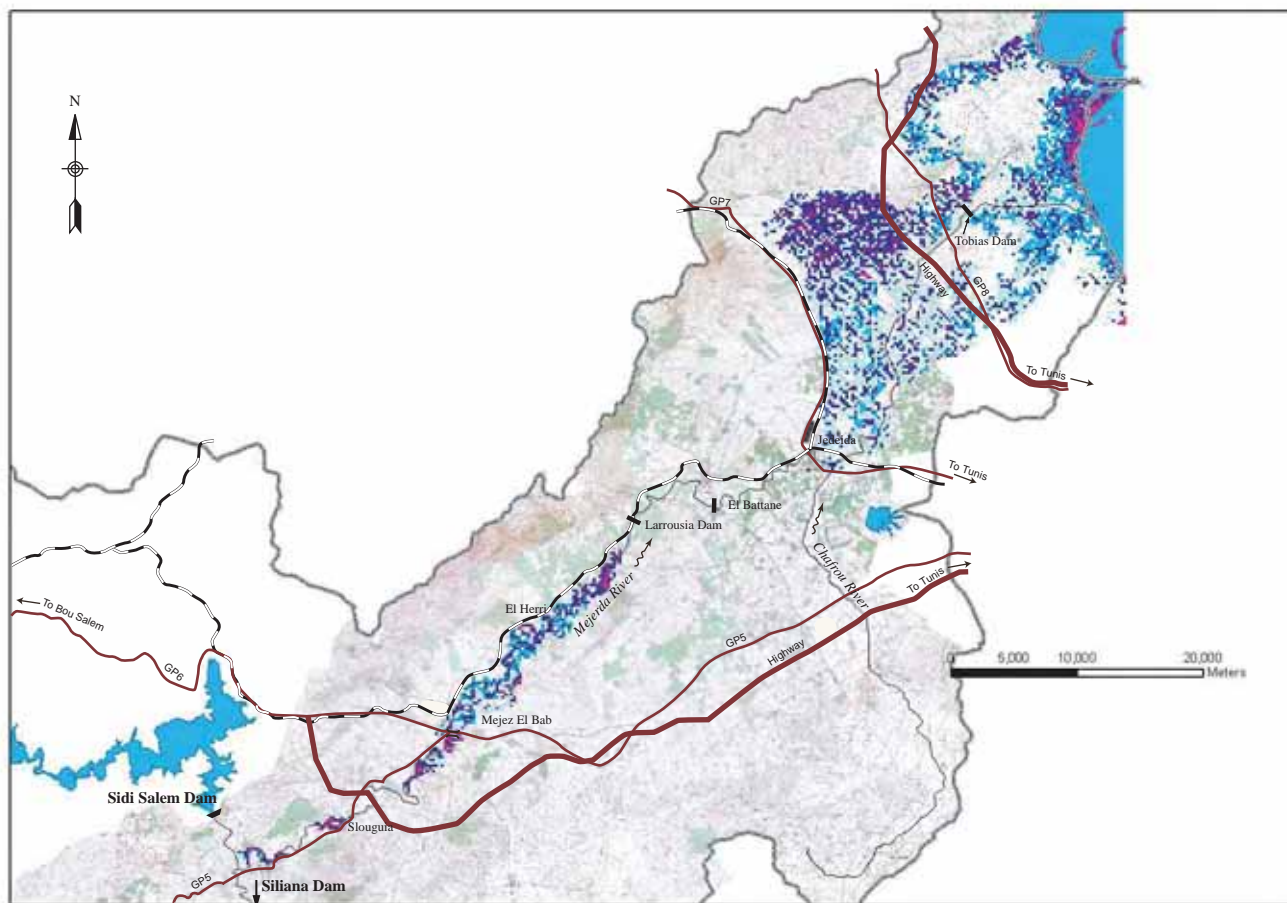 N
GP7
Tobias Dam
Highway
GP8
To Tunis
Jedeida
To Tunis
El Battane
Larrousia Dam
Mejerda River
Chafrou River
To Tunis
El Herri
To Bou Salem
GP6
GP5
Highway
0 5,000 10,000 20,000
Meters
Mejez El Bab
Sidi Salem Dam
Slouguia
GP5
Siliana Dam